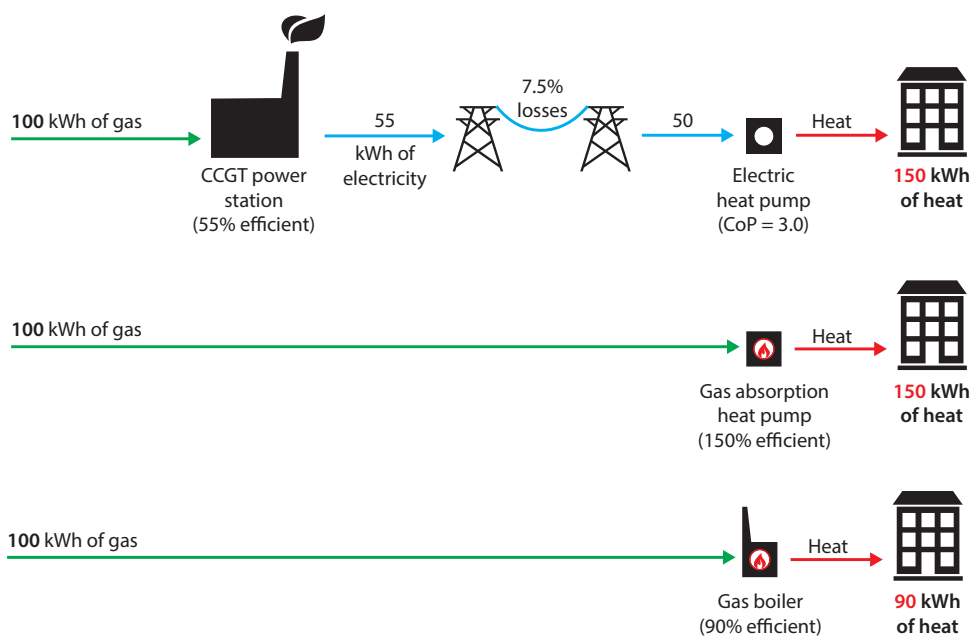 7.5%
losses
100 kWh of gas
55
50
Heat
kWh of
electricity
CCGT power
station
(55% efficient)
Electric
heat pump
(CoP = 3.0)
150 kWh
of heat
100 kWh of gas
Heat
Gas absorption
heat pump
(150% efficient)
150 kWh
of heat
100 kWh of gas
Heat
Gas boiler
(90% efficient)
90 kWh
of heat